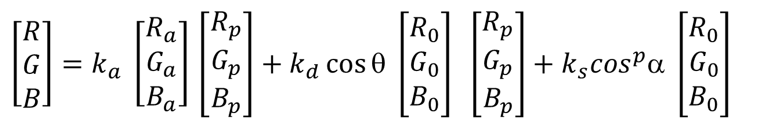 [R G B] = k_a [R_a G_a B_a] [R_p G_p B_p] + k_d cos θ [R_0 G_0 B_0] [R_p G_p B_p] + k_s cos^p α [R_0 G_0 B_0]